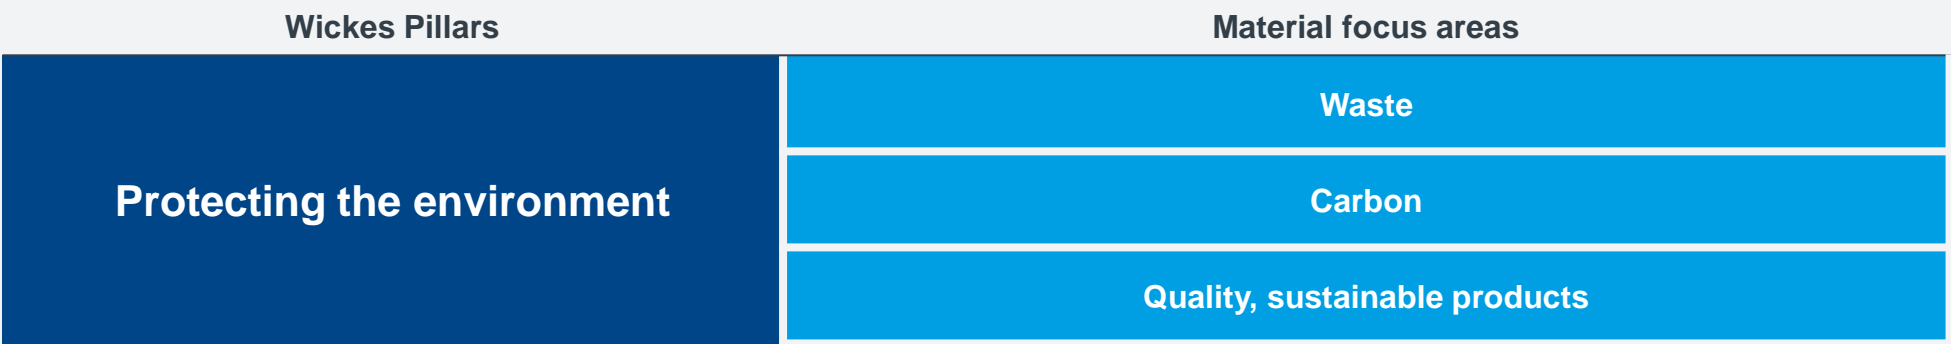 Wickes Pillars
Material focus areas
Protecting the environment
Waste
Carbon
Quality, sustainable products